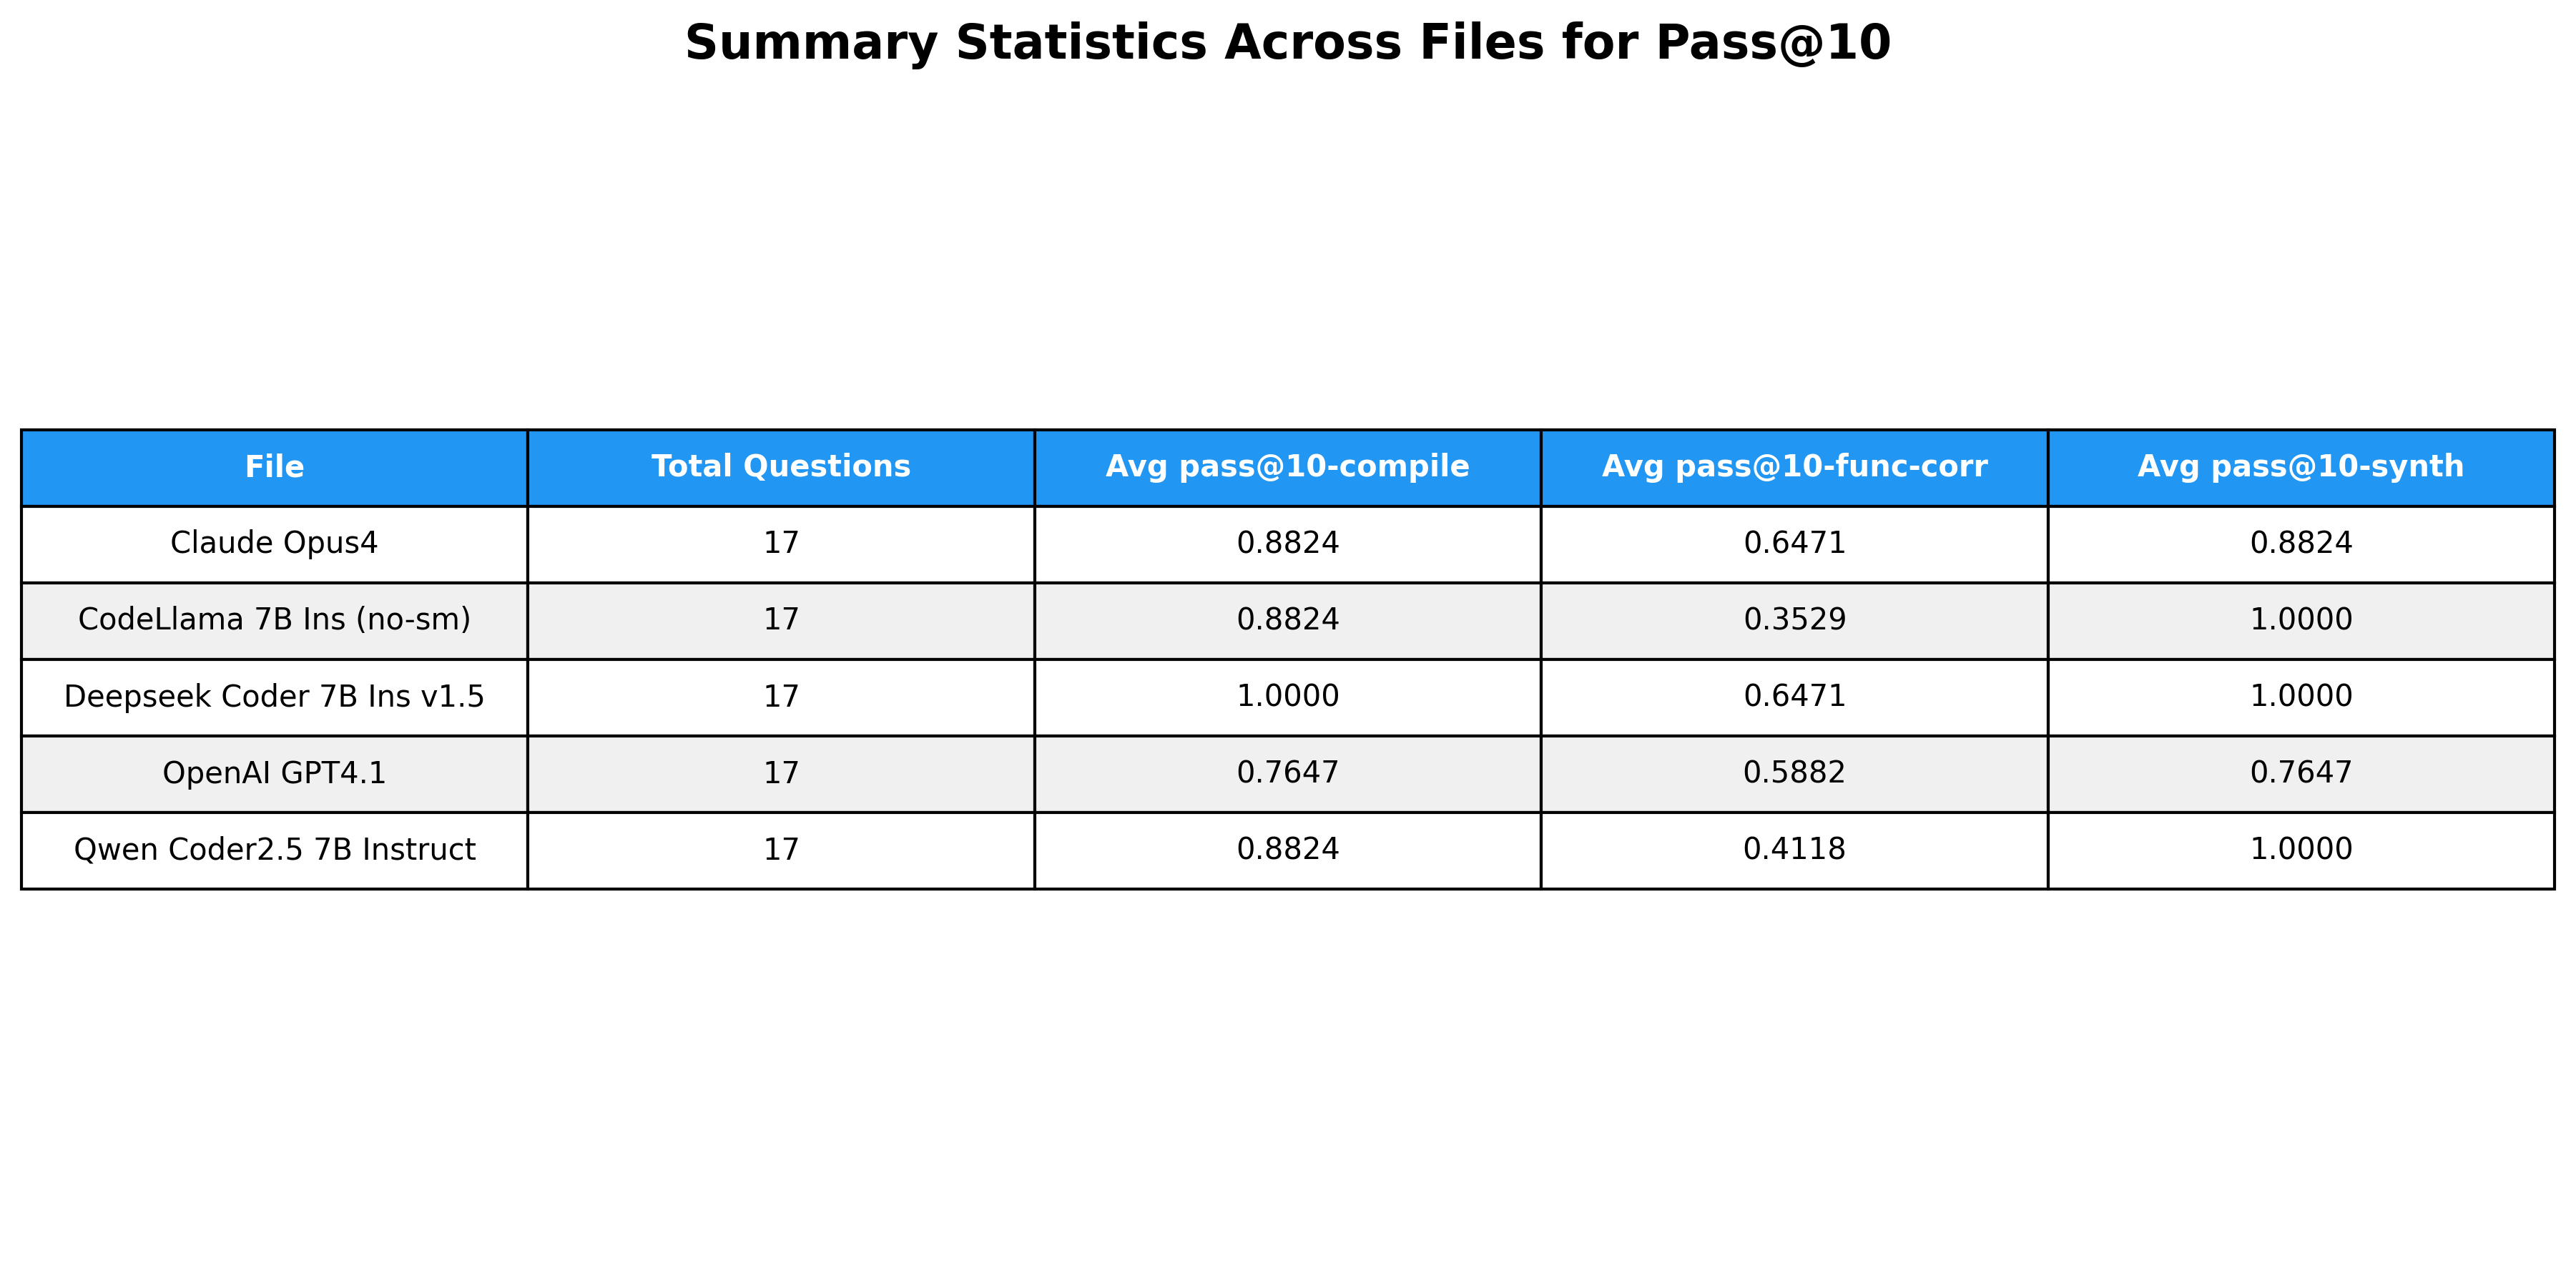 Summary Statistics Across Files for Pass@10
File Total Questions Avg pass@10-compile Avg pass@10-func-corr Avg pass@10-synth
Claude Opus4 17 0.8824 0.6471 0.8824
CodeLlama 7B Ins (no-sm) 17 0.8824 0.3529 1.0000
Deepseek Coder 7B Ins v1.5 17 1.0000 0.6471 1.0000
OpenAI GPT4.1 17 0.7647 0.5882 0.7647
Qwen Coder2.5 7B Instruct 17 0.8824 0.4118 1.0000